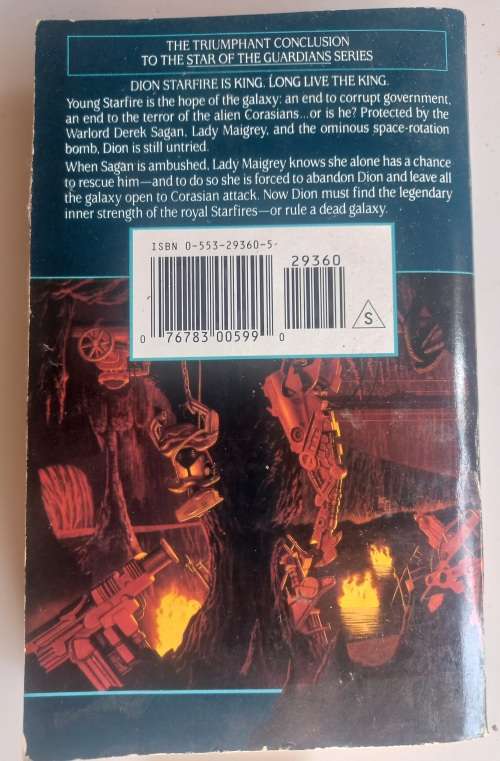 THE TRIUMPHANT CONCLUSION
TO THE STAR OF THE GUARDIANS SERIES
DION STARFIRE IS KING. LONG LIVE THE KING.
Young Starfire is the hope of the galaxy: an end to corrupt government,
an end to the terror of the alien Corasians...or is he? Protected by the
Warlord Derek Sagan, Lady Maigrey, and the ominous space-rotation
bomb, Dion is still untried.
When Sagan is ambushed, Lady Maigrey knows she alone has a chance
to rescue him—and to do so she is forced to abandon Dion and leave all
the galaxy open to Corasian attack. Now Dion must find the legendary
inner strength of the royal Starfires—or rule a dead galaxy.
ISBN 0-553-29360-5
29360
S
0 76783 00599 0